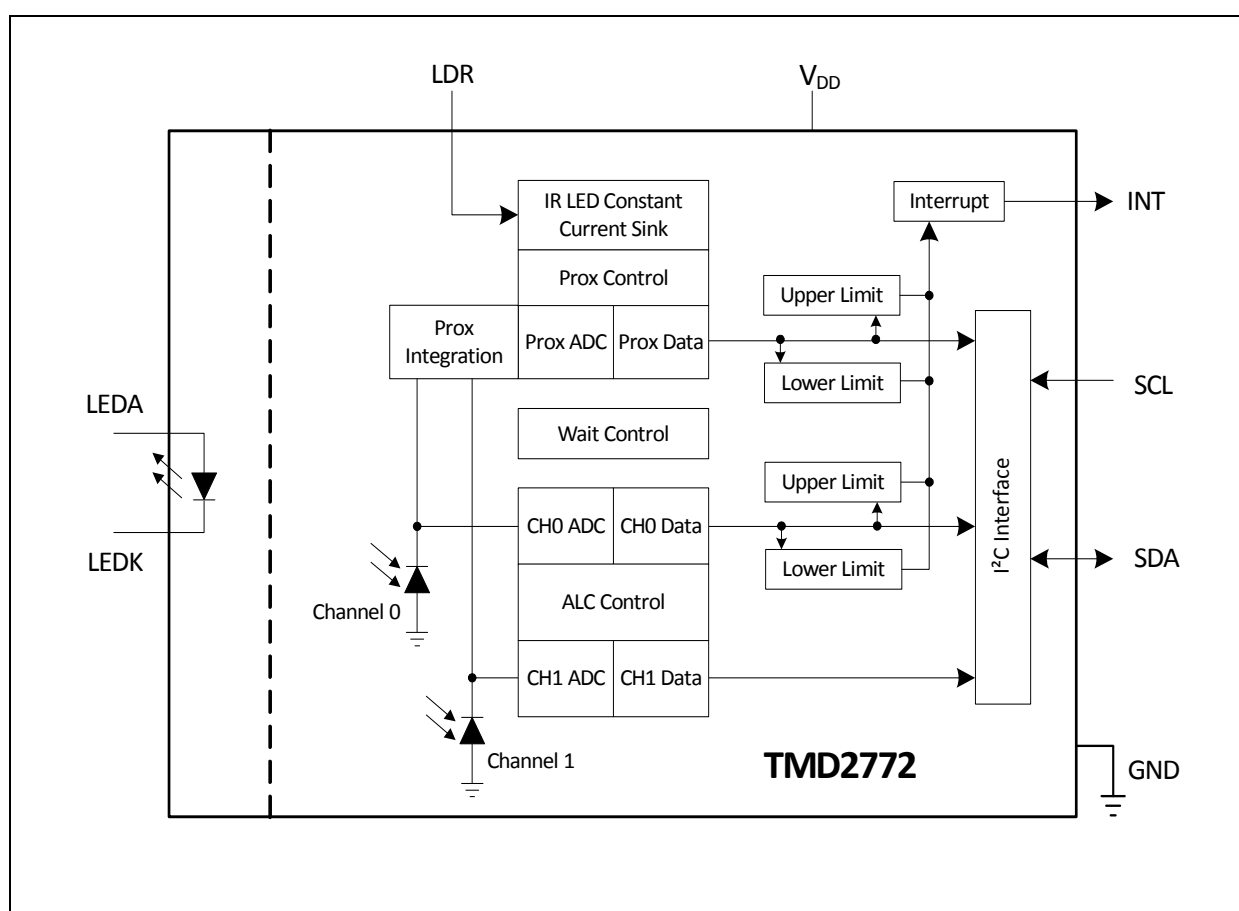 LDR
V_DD
IR LED Constant
Current Sink
Interrupt
INT
Prox Control
Upper Limit
Prox
Integration
Prox ADC
Prox Data
Lower Limit
SCL
LEDA
Wait Control
Upper Limit
I²C Interface
CH0 ADC
CH0 Data
LEDK
Lower Limit
SDA
Channel 0
ALC Control
CH1 ADC
CH1 Data
Channel 1
TMD2772
GND